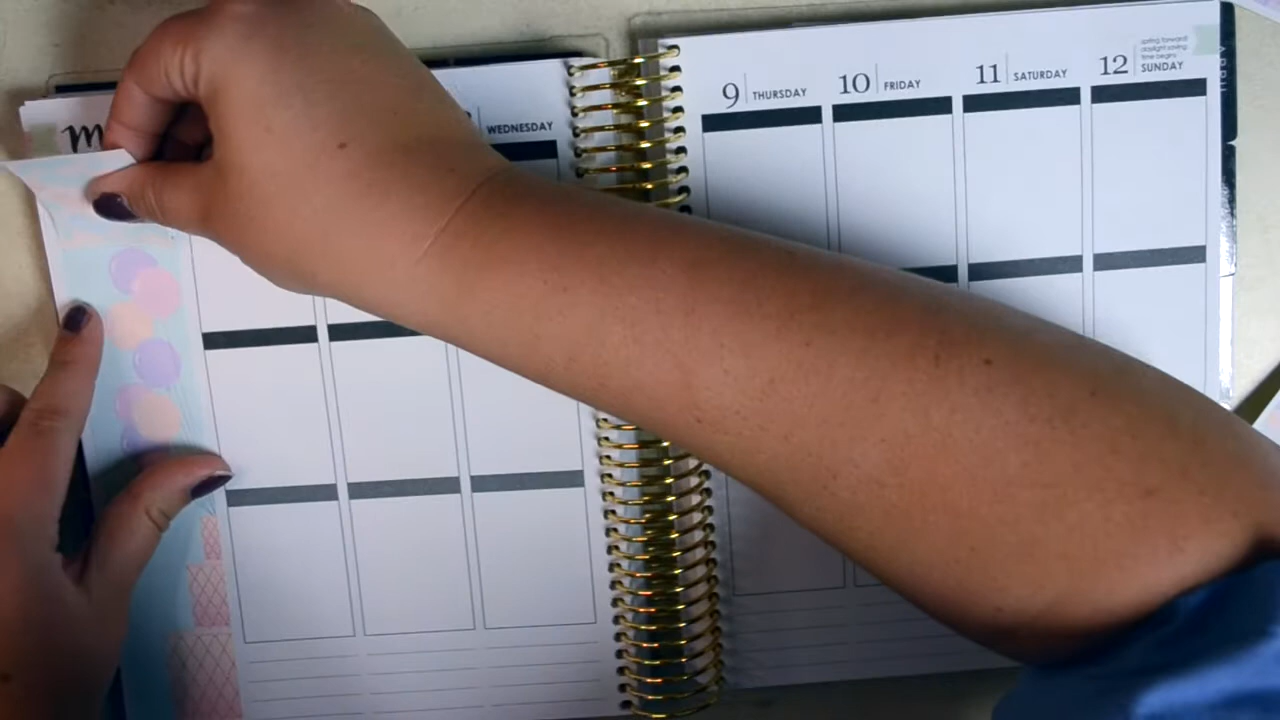 WEDNESDAY
9 THURSDAY
10 FRIDAY
11 SATURDAY
12 SUNDAY
spring forward!
daylight saving
time begins